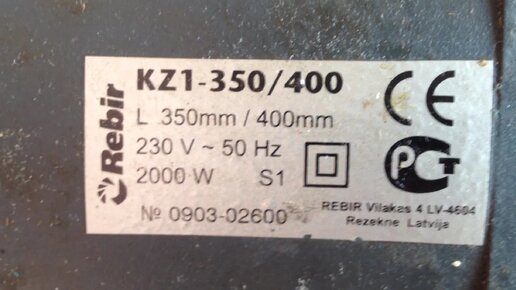 Rebir
KZ1-350/400
L 350mm / 400mm
230 V ~ 50 Hz
2000 W S1
№ 0903-02600
CE
РСТ
REBIR Vilakas 4 LV-4604
Rezekne Latvija